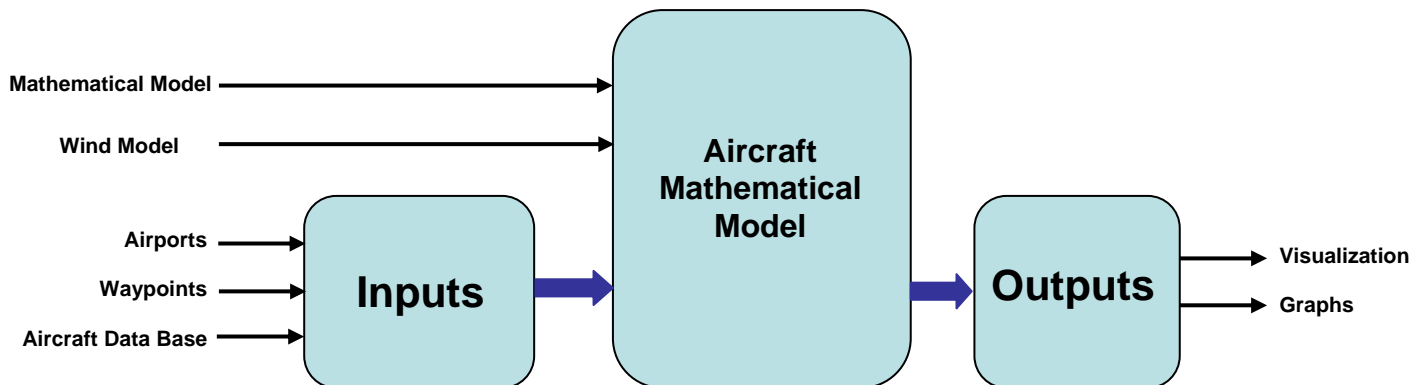 Mathematical Model
Wind Model
Airports
Waypoints
Aircraft Data Base
Inputs
Aircraft
Mathematical
Model
Outputs
Visualization
Graphs